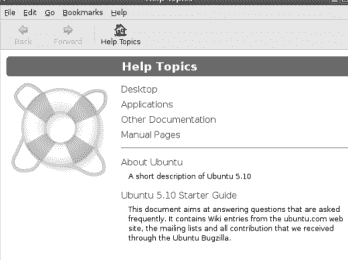 Help Topics
File Edit Go Bookmarks Help
Back Forward Help Topics
Help Topics
Desktop
Applications
Other Documentation
Manual Pages
About Ubuntu
A short description of Ubuntu 5.10
Ubuntu 5.10 Starter Guide
This document aims at answering questions that are asked
frequently. It contains Wiki entries from the ubuntu.com web
site, the mailing lists and all contribution that we received
through the Ubuntu Bugzilla.